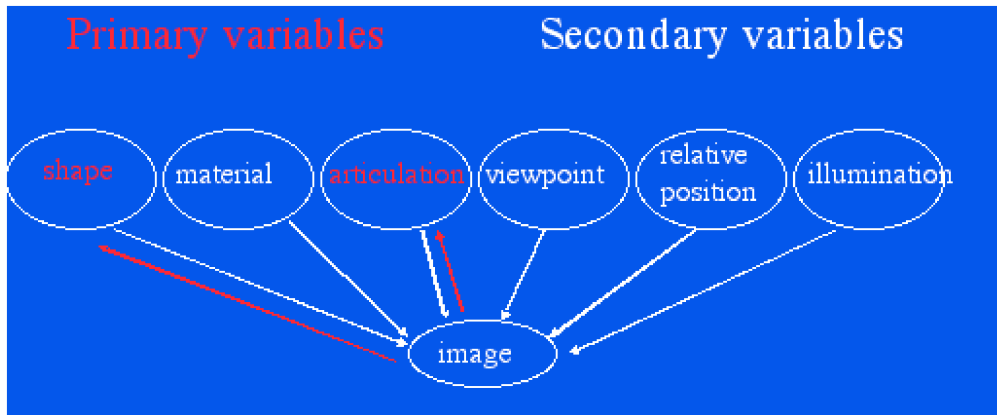 Primary variables
Secondary variables
shape
material
articulation
viewpoint
relative
position
illumination
image